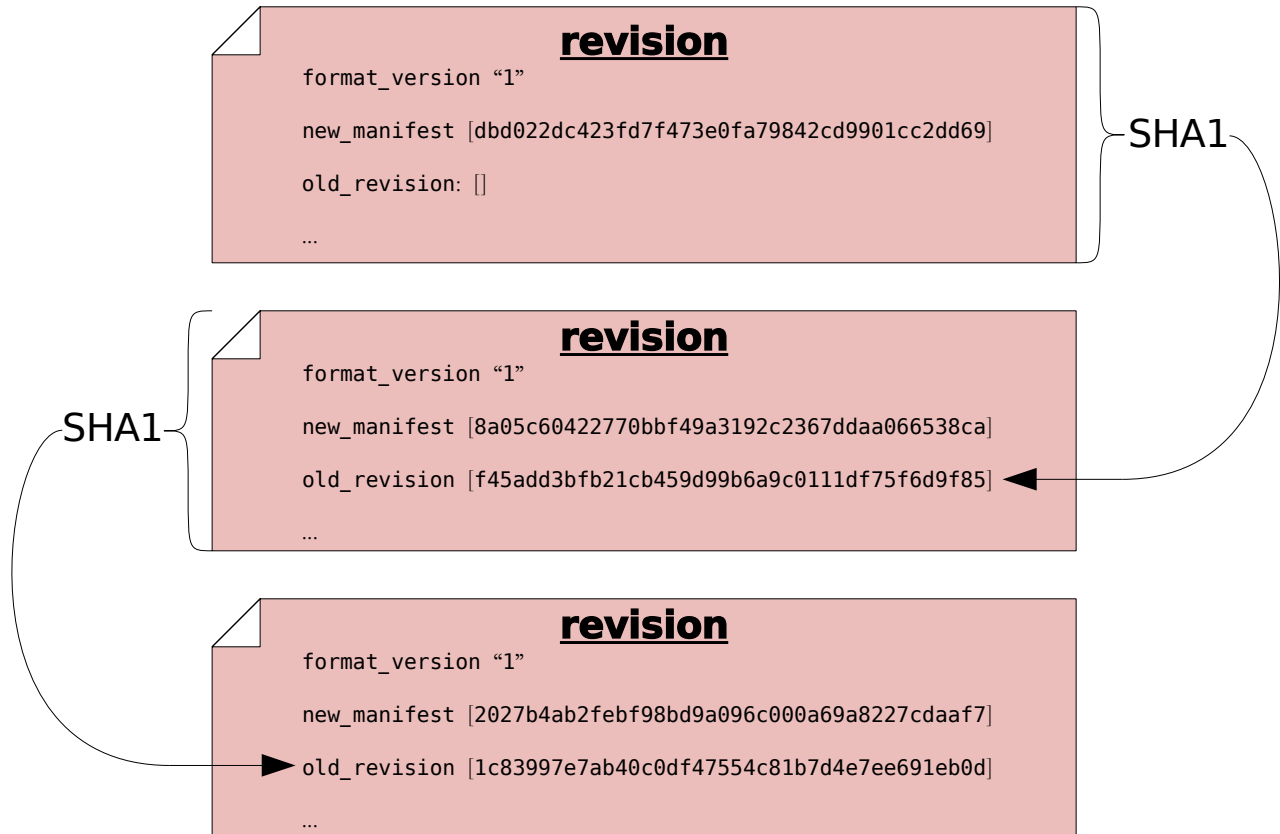 revision
format_version “1”
new_manifest [dbd022dc423fd7f473e0fa79842cd9901cc2dd69]
SHA1
old_revision: []
...
revision
format_version “1”
new_manifest [8a05c60422770bbf49a3192c2367ddaa066538ca]
SHA1
old_revision [f45add3bfb21cb459d99b6a9c0111df75f6d9f85]
...
revision
format_version “1”
new_manifest [2027b4ab2febf98bd9a096c000a69a8227cdaaf7]
old_revision [1c83997e7ab40c0df47554c81b7d4e7ee691eb0d]
...